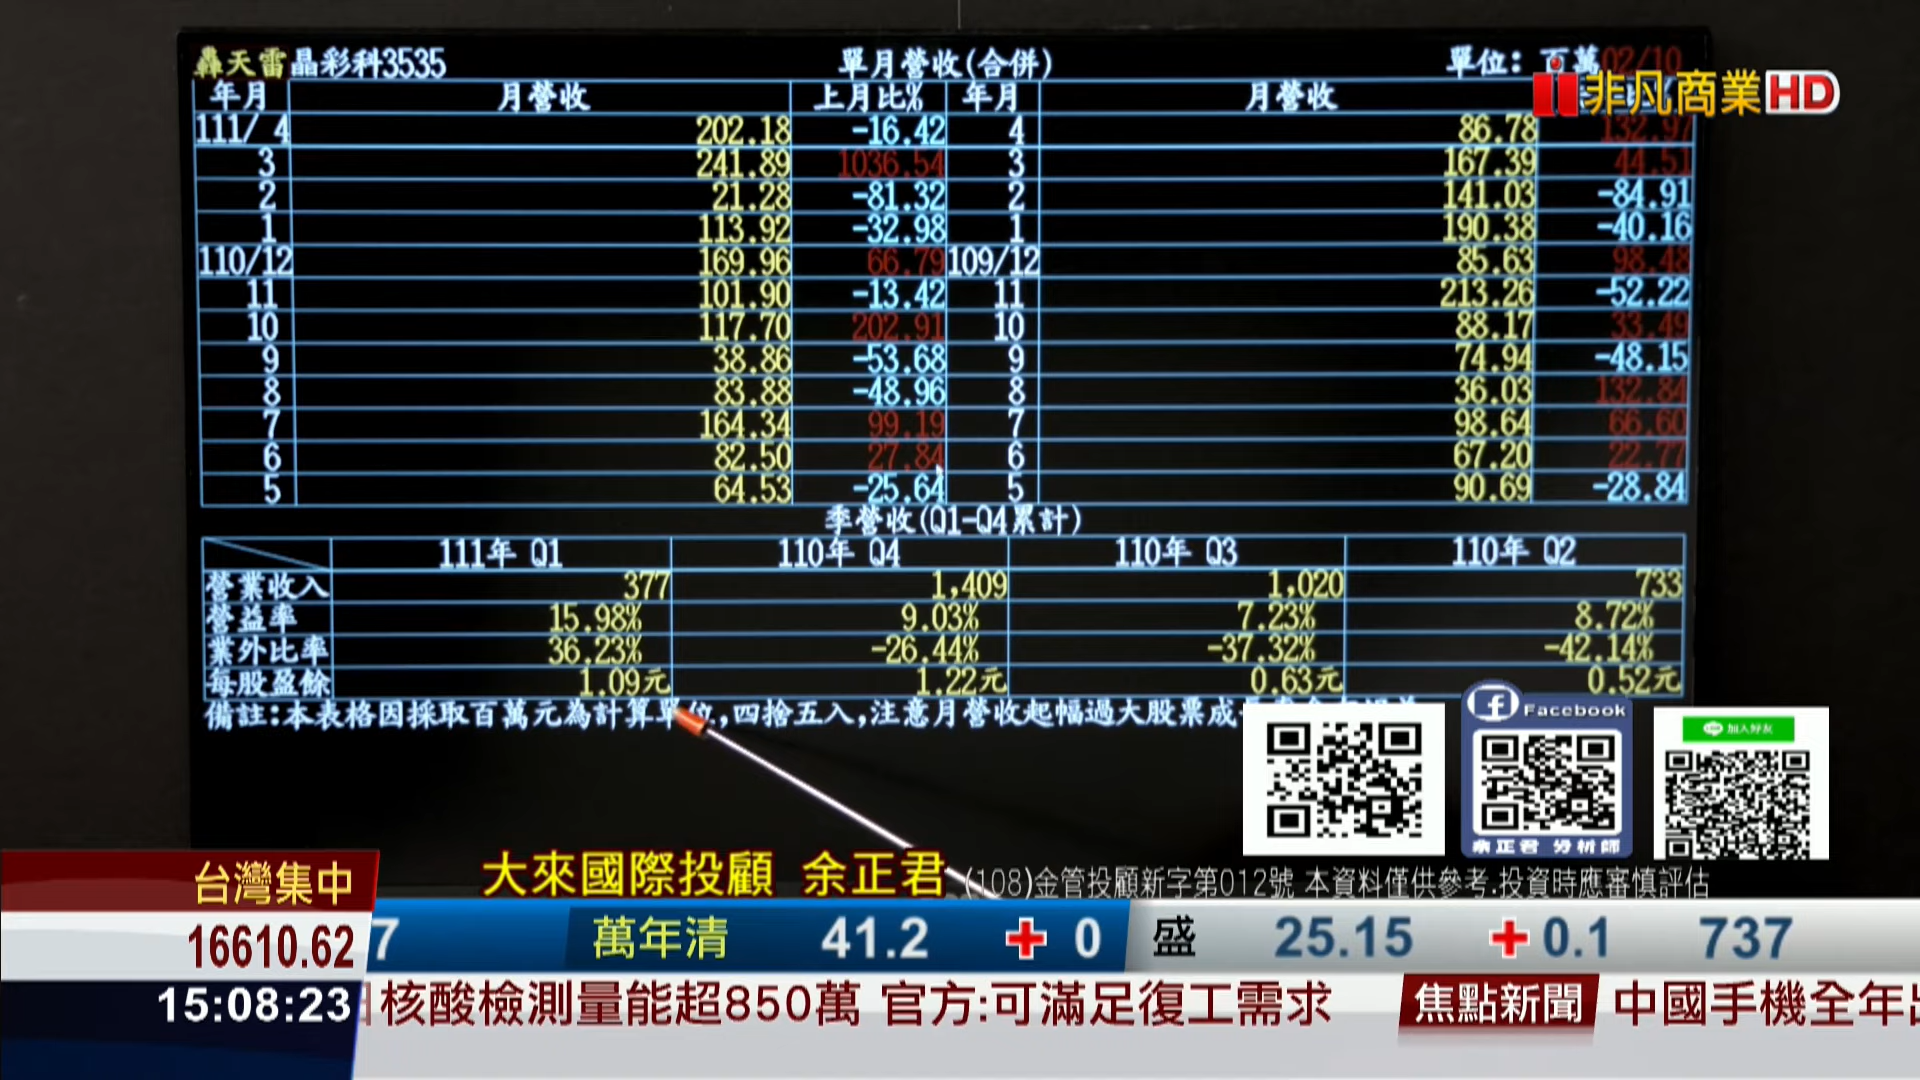 轟天雷晶彩科3535 單月營收(合併) 單位: 百萬02/10
非凡商業HD
年月 月營收 上月比% 年月 月營收
111/ 4 202.18 -16.42 4 86.78 132.97
3 241.89 1036.54 3 167.39 44.51
2 21.28 -81.32 2 141.03 -84.91
1 113.92 -32.98 1 190.38 -40.16
110/12 169.96 66.79 109/12 85.63 98.48
11 101.90 -13.42 11 213.26 -52.22
10 117.70 202.91 10 88.17 33.49
9 38.86 -53.68 9 74.94 -48.15
8 83.88 -48.96 8 36.03 132.84
7 164.34 99.19 7 98.64 66.60
6 82.50 27.84 6 67.20 22.77
5 64.53 -25.64 5 90.69 -28.84
季營收(Q1-Q4累計)
111年 Q1 110年 Q4 110年 Q3 110年 Q2
營業收入 377 1,409 1,020 733
營益率 15.98% 9.03% 7.23% 8.72%
業外比率 36.23% -26.44% -37.32% -42.14%
每股盈餘 1.09元 1.22元 0.63元 0.52元
備註:本表格因採取百萬元為計算單位,四捨五入,注意月營收起幅過大股票成
Facebook
加入好友
余正君 分析師
大來國際投顧 余正君 (108)金管投顧新字第012號 本資料僅供參考.投資時應審慎評估
台灣集中
16610.62 7 萬年清 41.2 + 0 盛 25.15 + 0.1 737
15:08:23 核酸檢測量能超850萬 官方:可滿足復工需求 焦點新聞 中國手機全年